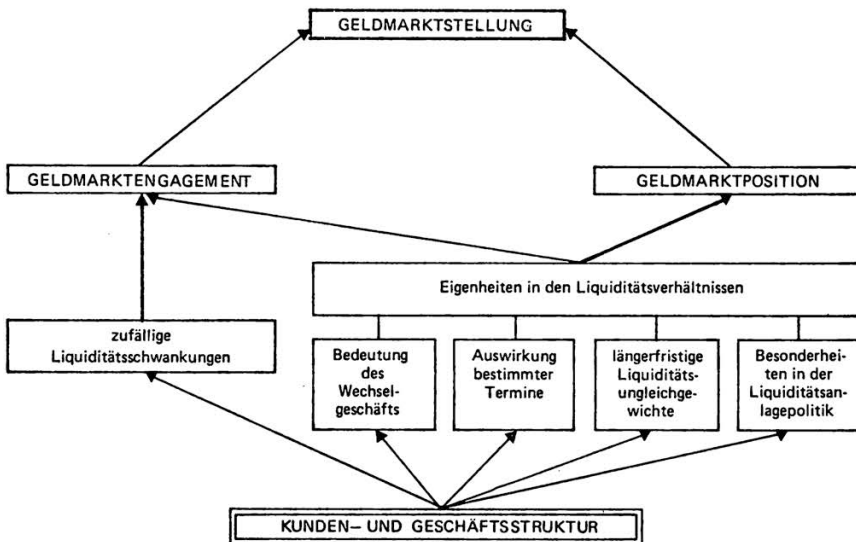 GELDMARKTSTELLUNG
GELDMARKTENGAGEMENT
GELDMARKTPOSITION
Eigenheiten in den Liquiditätsverhältnissen
zufällige
Liquiditätsschwankungen
Bedeutung
des
Wechsel-
geschäfts
Auswirkung
bestimmter
Termine
längerfristige
Liquiditäts-
ungleichge-
wichte
Besonderhei-
ten in der
Liquiditätsan-
lagepolitik
KUNDEN— UND GESCHÄFTSSTRUKTUR